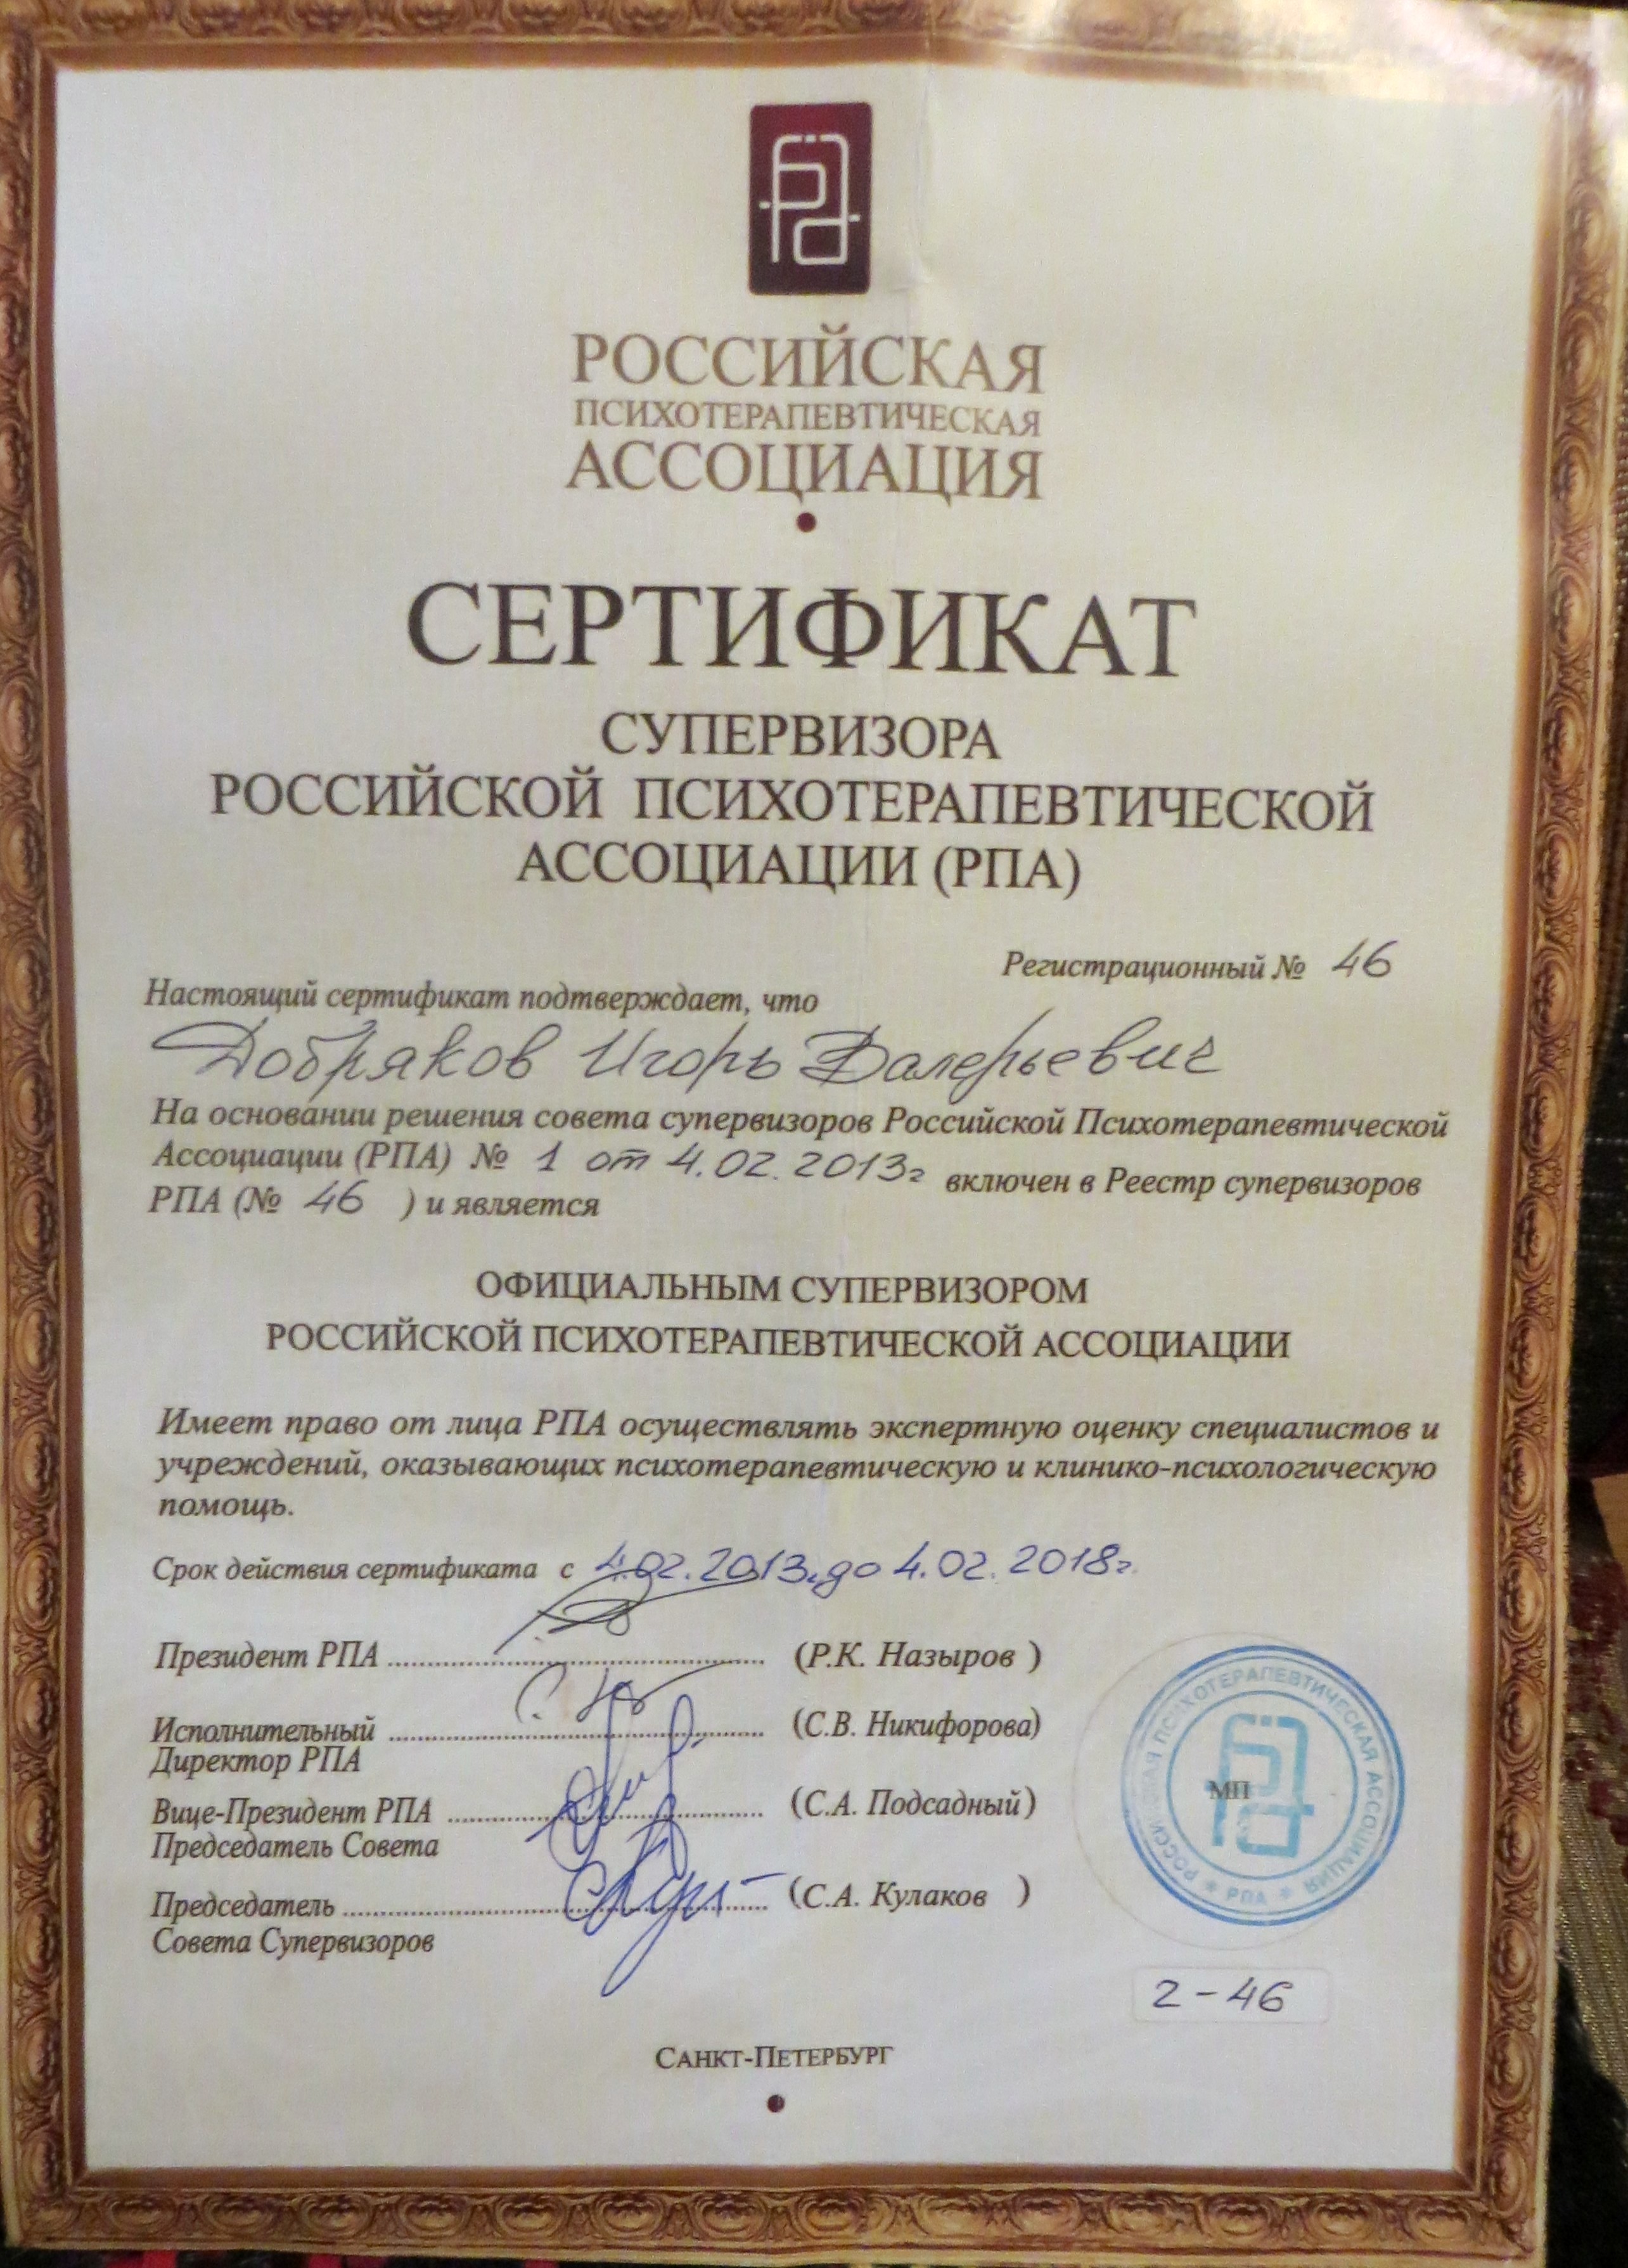 РОССИЙСКАЯ
ПСИХОТЕРАПЕВТИЧЕСКАЯ
АССОЦИАЦИЯ
СЕРТИФИКАТ
СУПЕРВИЗОРА
РОССИЙСКОЙ ПСИХОТЕРАПЕВТИЧЕСКОЙ
АССОЦИАЦИИ (РПА)
Регистрационный № 46
Настоящий сертификат подтверждает, что
Добряков Игорь Валерьевич
На основании решения совета супервизоров Российской Психотерапевтической
Ассоциации (РПА) № 1 от 4.02.2013г включен в Реестр супервизоров
РПА (№ 46 ) и является
ОФИЦИАЛЬНЫМ СУПЕРВИЗОРОМ
РОССИЙСКОЙ ПСИХОТЕРАПЕВТИЧЕСКОЙ АССОЦИАЦИИ
Имеет право от лица РПА осуществлять экспертную оценку специалистов и
учреждений, оказывающих психотерапевтическую и клинико-психологическую
помощь.
Срок действия сертификата с 4.02.2013г. до 4.02.2018г.
Президент РПА (Р.К. Назыров )
Исполнительный (С.В. Никифорова)
Директор РПА
Вице-Президент РПА (С.А. Подсадный)
Председатель Совета
Председатель (С.А. Кулаков )
Совета Супервизоров
РОССИЙСКАЯ ПСИХОТЕРАПЕВТИЧЕСКАЯ АССОЦИАЦИЯ
МП
* РПА *
2-46
САНКТ-ПЕТЕРБУРГ